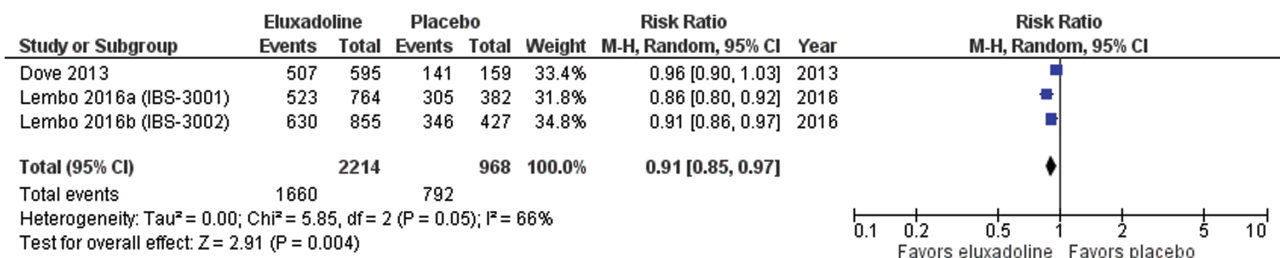 Eluxadoline Placebo Risk Ratio Risk Ratio
Study or Subgroup Events Total Events Total Weight M-H, Random, 95% CI Year M-H, Random, 95% CI
Dove 2013 507 595 141 159 33.4% 0.96 [0.90, 1.03] 2013
Lembo 2016a (IBS-3001) 523 764 305 382 31.8% 0.86 [0.80, 0.92] 2016
Lembo 2016b (IBS-3002) 630 855 346 427 34.8% 0.91 [0.86, 0.97] 2016
Total (95% CI) 2214 968 100.0% 0.91 [0.85, 0.97]
Total events 1660 792
Heterogeneity: Tau² = 0.00; Chi² = 5.85, df = 2 (P = 0.05); I² = 66%
Test for overall effect: Z = 2.91 (P = 0.004)
0.1 0.2 0.5 1 2 5 10
Favors eluxadoline Favors placebo